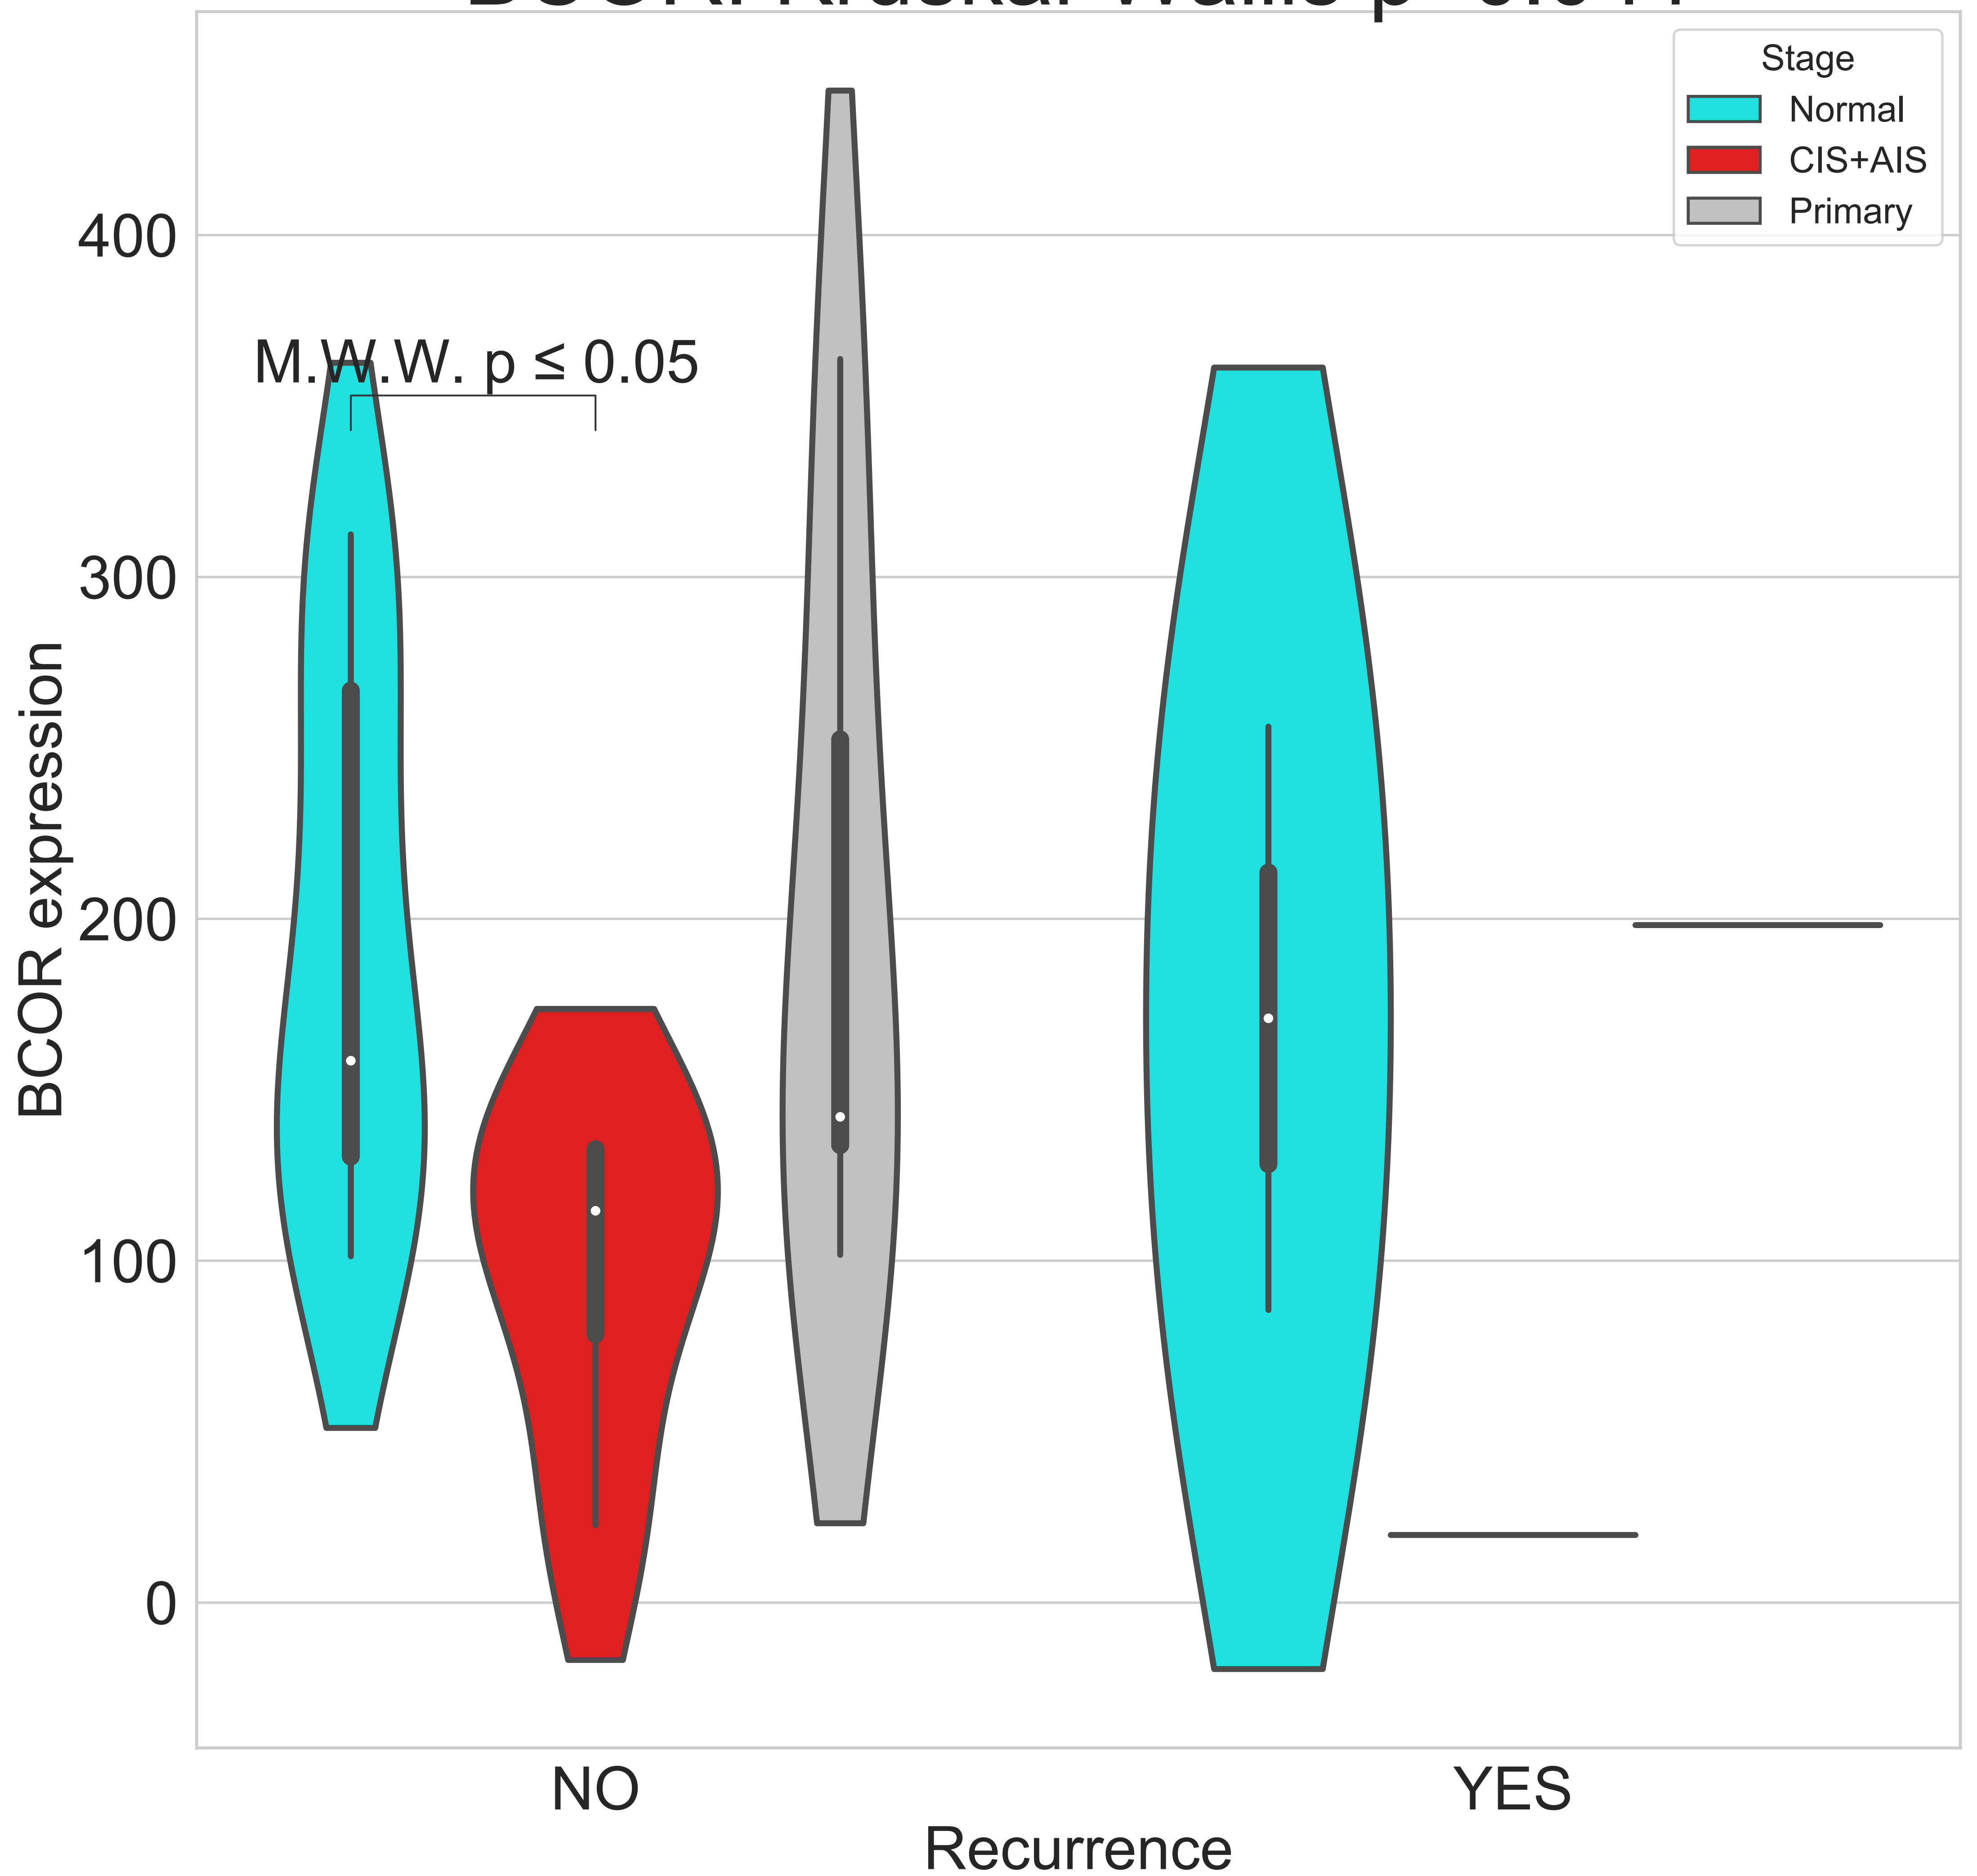 Stage
Normal
CIS+AIS
Primary
400
M.W.W. p ≤ 0.05
300
BCOR expression
200
100
0
NO
YES
Recurrence